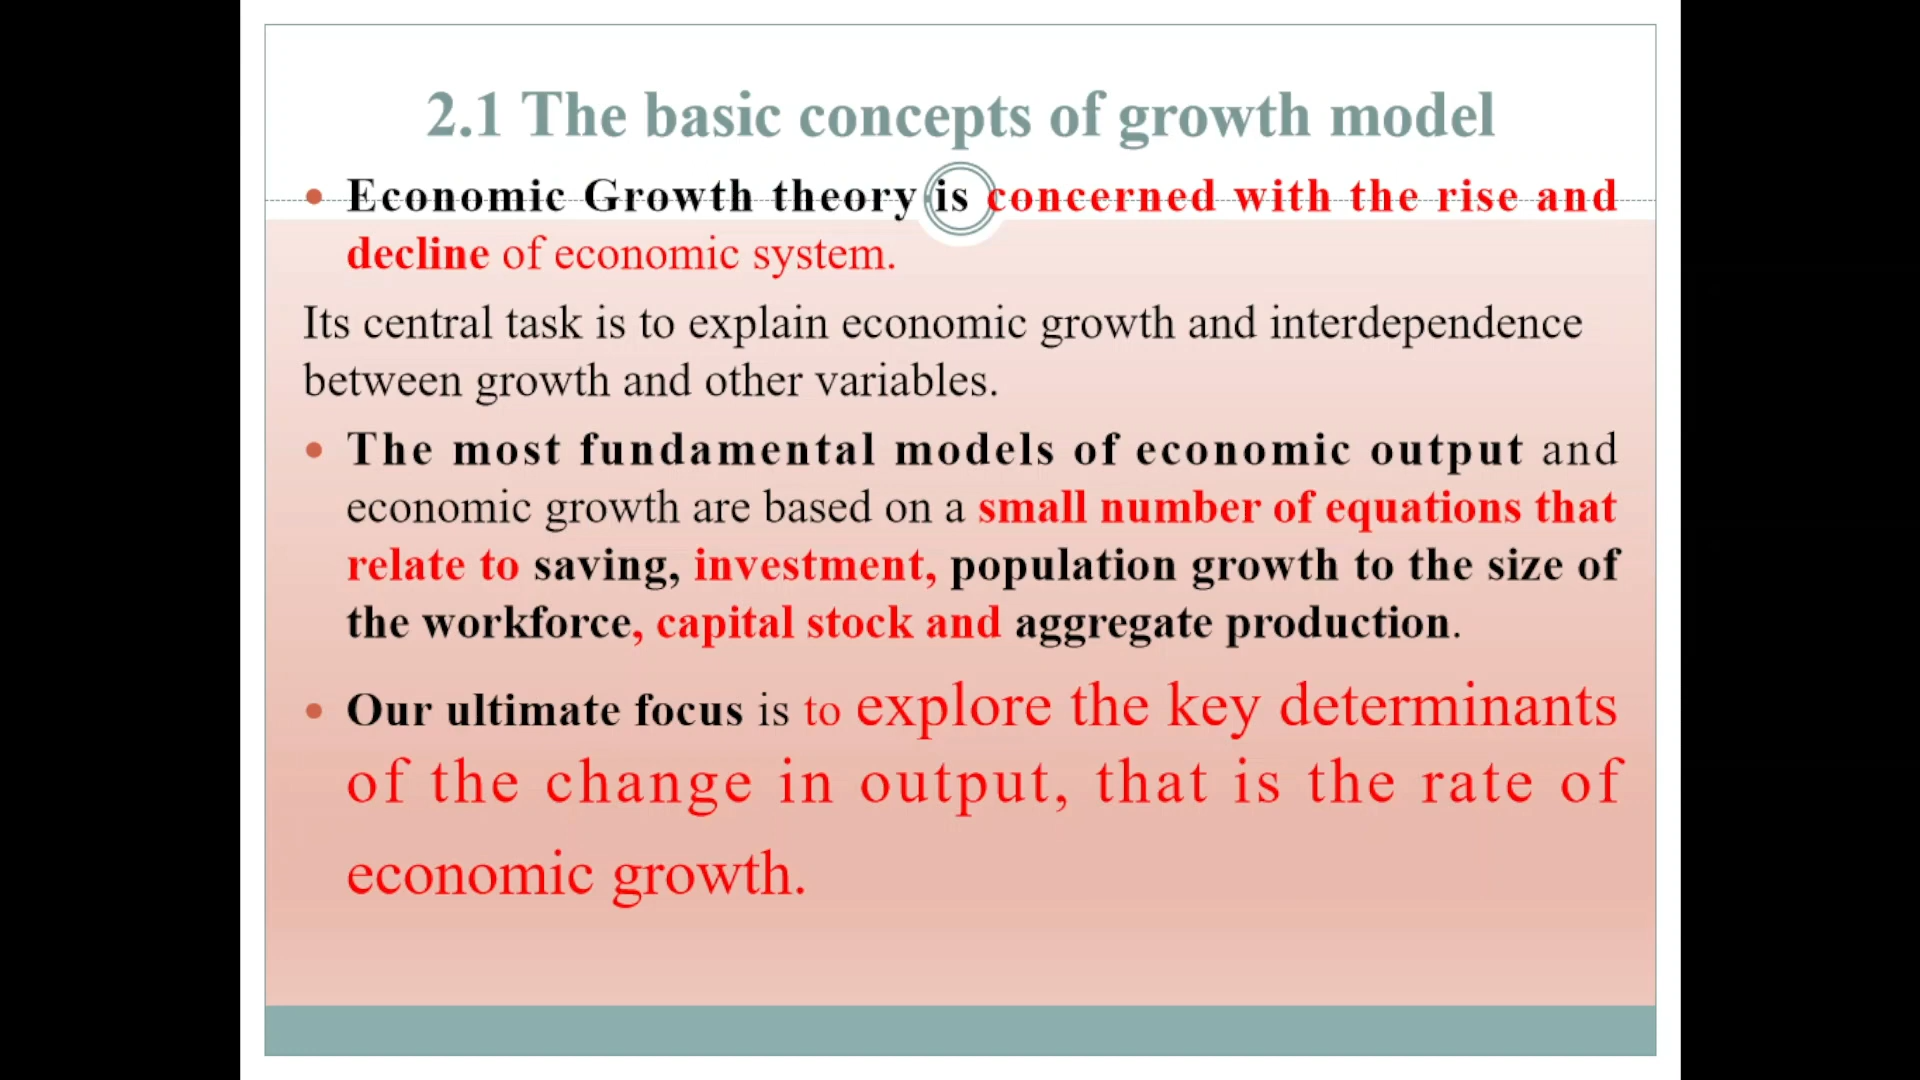 2.1 The basic concepts of growth model
• Economic Growth theory is concerned with the rise and
decline of economic system.
Its central task is to explain economic growth and interdependence
between growth and other variables.
• The most fundamental models of economic output and
economic growth are based on a small number of equations that
relate to saving, investment, population growth to the size of
the workforce, capital stock and aggregate production.
• Our ultimate focus is to explore the key determinants
of the change in output, that is the rate of
economic growth.